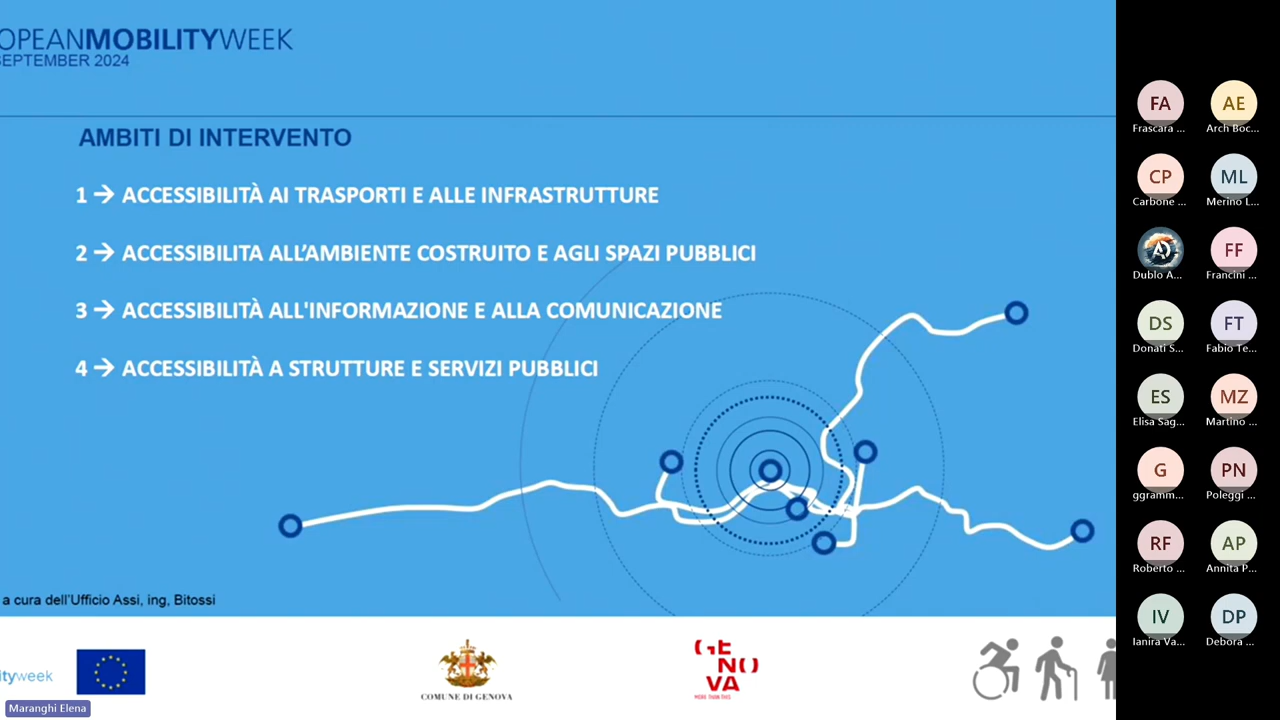 OPEANMOBILITYWEEK
SEPTEMBER 2024
AMBITI DI INTERVENTO
1 → ACCESSIBILITÀ AI TRASPORTI E ALLE INFRASTRUTTURE
2 → ACCESSIBILITA ALL’AMBIENTE COSTRUITO E AGLI SPAZI PUBBLICI
3 → ACCESSIBILITÀ ALL'INFORMAZIONE E ALLA COMUNICAZIONE
4 → ACCESSIBILITÀ A STRUTTURE E SERVIZI PUBBLICI
a cura dell’Ufficio Assi, ing, Bitossi
ityweek
COMUNE DI GENOVA
GENOVA
MORE THAN THIS
Maranghi Elena
FA AE
Frascara ... Arch Boc...
CP ML
Carbone ... Merino L...
FF
Dublo A... Francini ...
DS FT
Donati S... Fabio Te...
ES MZ
Elisa Sag... Martino ...
G PN
ggramm... Poleggi ...
RF AP
Roberto ... Annita P...
IV DP
Ianira Va... Debora ...